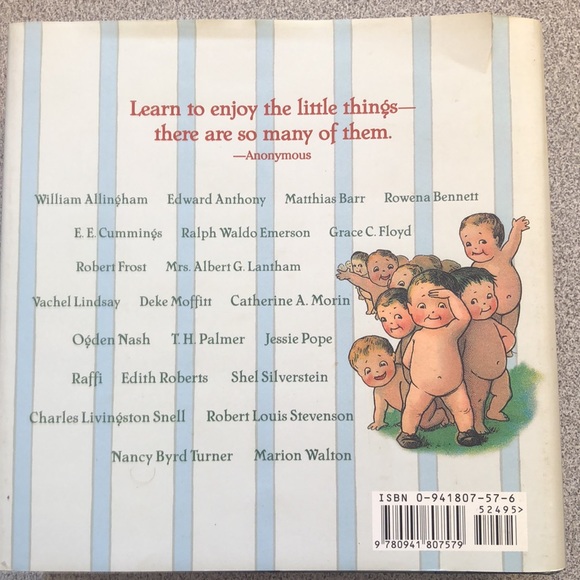 Learn to enjoy the little things—
there are so many of them.
—Anonymous
William Allingham Edward Anthony Matthias Barr Rowena Bennett
E. E. Cummings Ralph Waldo Emerson Grace C. Floyd
Robert Frost Mrs. Albert G. Lantham
Vachel Lindsay Deke Moffitt Catherine A. Morin
Ogden Nash T. H. Palmer Jessie Pope
Raffi Edith Roberts Shel Silverstein
Charles Livingston Snell Robert Louis Stevenson
Nancy Byrd Turner Marion Walton
ISBN 0-941807-57-6
52495>
9 780941 807579